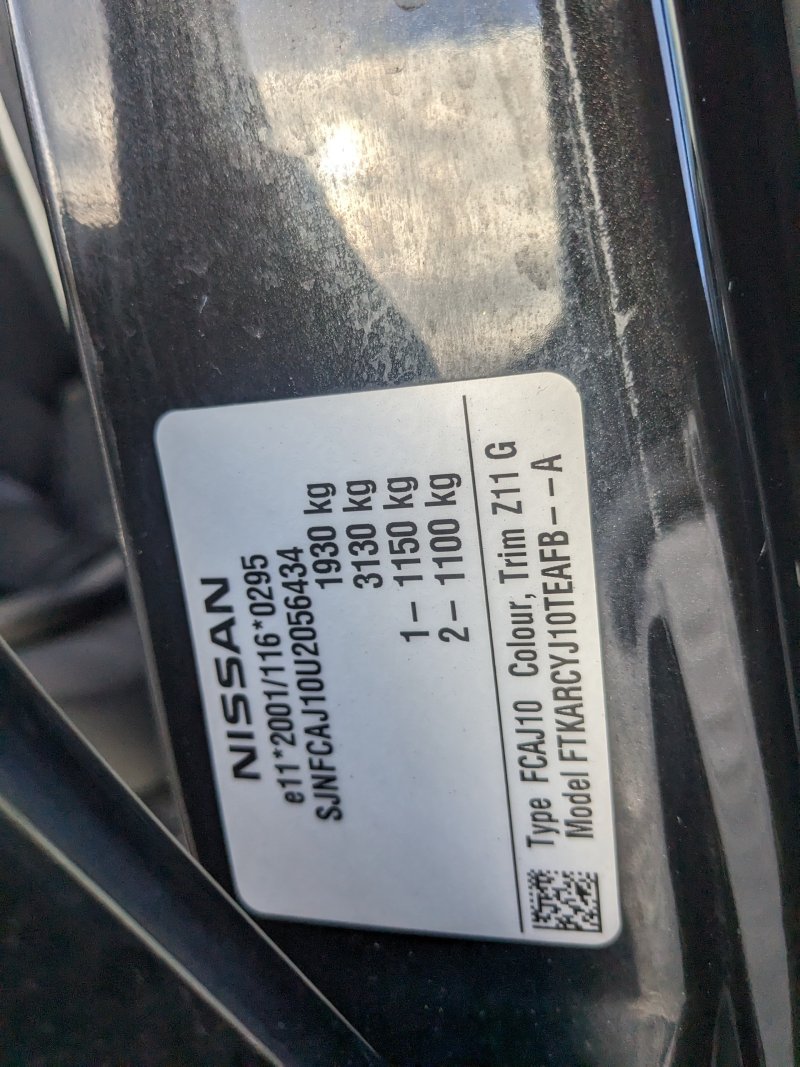 NISSAN
e11*2001/116*0295
SJNFCAJ10U2056434
1930 kg
3130 kg
1– 1150 kg
2– 1100 kg
Type FCAJ10 Colour, Trim Z11 G
Model FTKARCYJ10TEAFB– –A